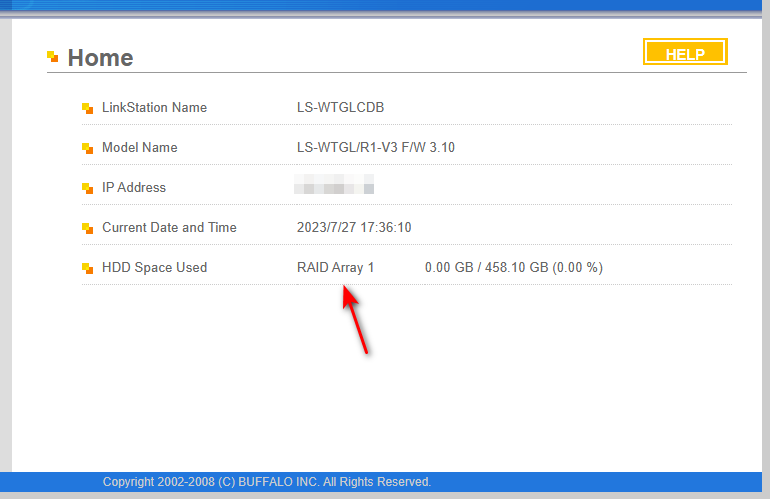 Home
HELP
LinkStation Name LS-WTGLCDB
Model Name LS-WTGL/R1-V3 F/W 3.10
IP Address
Current Date and Time 2023/7/27 17:36:10
HDD Space Used RAID Array 1 0.00 GB / 458.10 GB (0.00 %)
Copyright 2002-2008 (C) BUFFALO INC. All Rights Reserved.